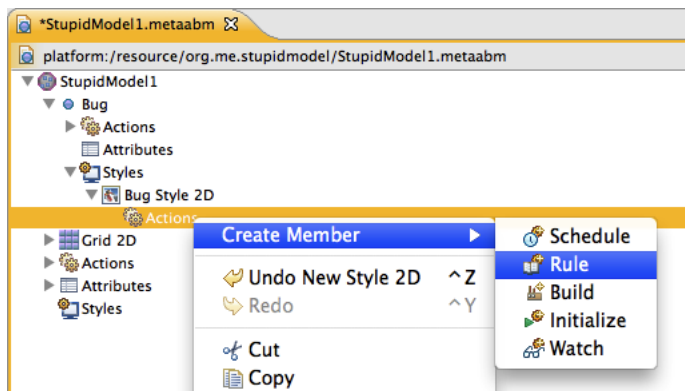 *StupidModel1.metaabm
platform:/resource/org.me.stupidmodel/StupidModel1.metaabm
StupidModel1
Bug
Actions
Attributes
Styles
Bug Style 2D
Actions
Grid 2D
Actions
Attributes
Styles
Create Member
Undo New Style 2D ^Z
Redo ^Y
Cut
Copy
Schedule
Rule
Build
Initialize
Watch